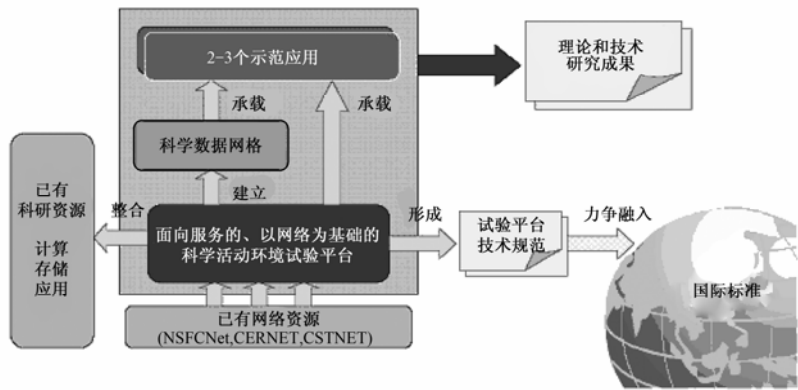 2-3个示范应用
理论和技术
研究成果
承载
承载
科学数据网格
建立
已有
科研资源
计算
存储
应用
整合
面向服务的、以网络为基础的
科学活动环境试验平台
形成
试验平台
技术规范
力争融入
国际标准
已有网络资源
(NSFCNet,CERNET,CSTNET)